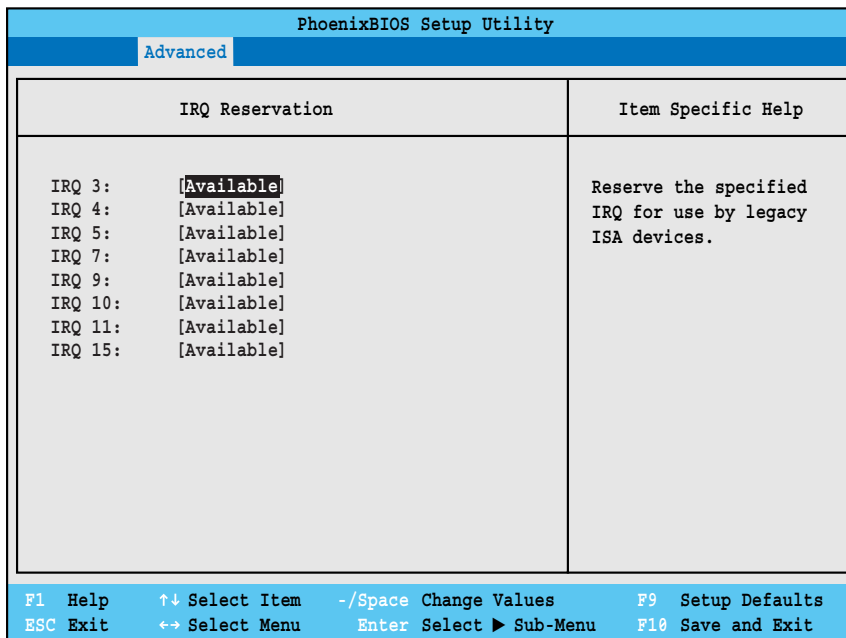 PhoenixBIOS Setup Utility
Advanced
IRQ Reservation
Item Specific Help
IRQ 3: [Available]
IRQ 4: [Available]
IRQ 5: [Available]
IRQ 7: [Available]
IRQ 9: [Available]
IRQ 10: [Available]
IRQ 11: [Available]
IRQ 15: [Available]
Reserve the specified
IRQ for use by legacy
ISA devices.
F1 Help ↑↓ Select Item -/Space Change Values F9 Setup Defaults
ESC Exit ←→ Select Menu Enter Select ▶ Sub-Menu F10 Save and Exit